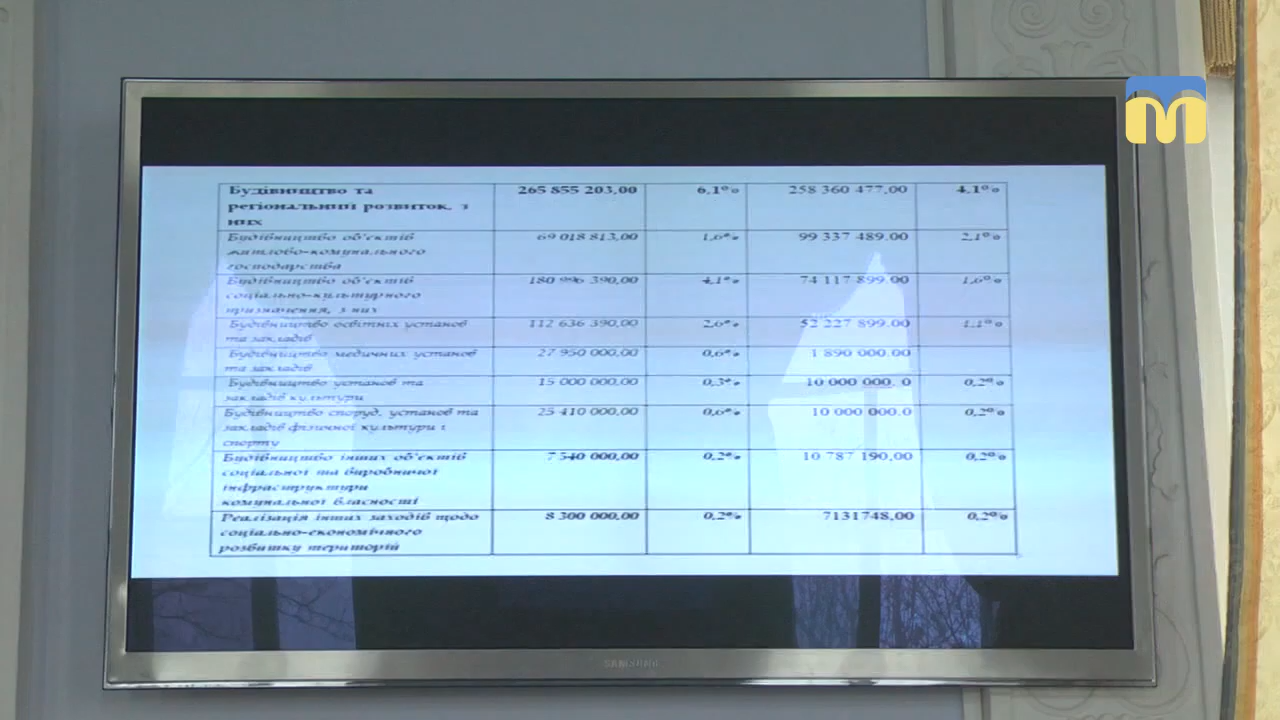 Будівництво та 265 855 203,00 6,1% 258 360 477,00 4,1%
регіональний розвиток, з
них
Будівництво об'єктів 69 018 813,00 1,6% 99 337 489.00 2,1%
житлово-комунального
господарства
Будівництво об'єктів 180 996 390,00 4,1% 74 117 899.00 1,6%
соціально-культурного
призначення, з них
Будівництво освітніх установ 112 636 390,00 2,6% 52 227 899.00 1,1%
та закладів
Будівництво медичних установ 27 950 000,00 0,6% 1 890 000.00
та закладів
Будівництво установ та 15 000 000,00 0,3% 10 000 000. 0 0,2%
закладів культури
Будівництво споруд, установ та 25 410 000,00 0,6% 10 000 000.0 0,2%
закладів фізичної культури і
спорту
Будівництво інших об'єктів 7 540 000,00 0,2% 10 787 190,00 0,2%
соціальної та виробничої
інфраструктури
комунальної власності
Реалізація інших заходів щодо 8 300 000,00 0,2% 7131748,00 0,2%
соціально-економічного
розвитку територій
SAMSUNG